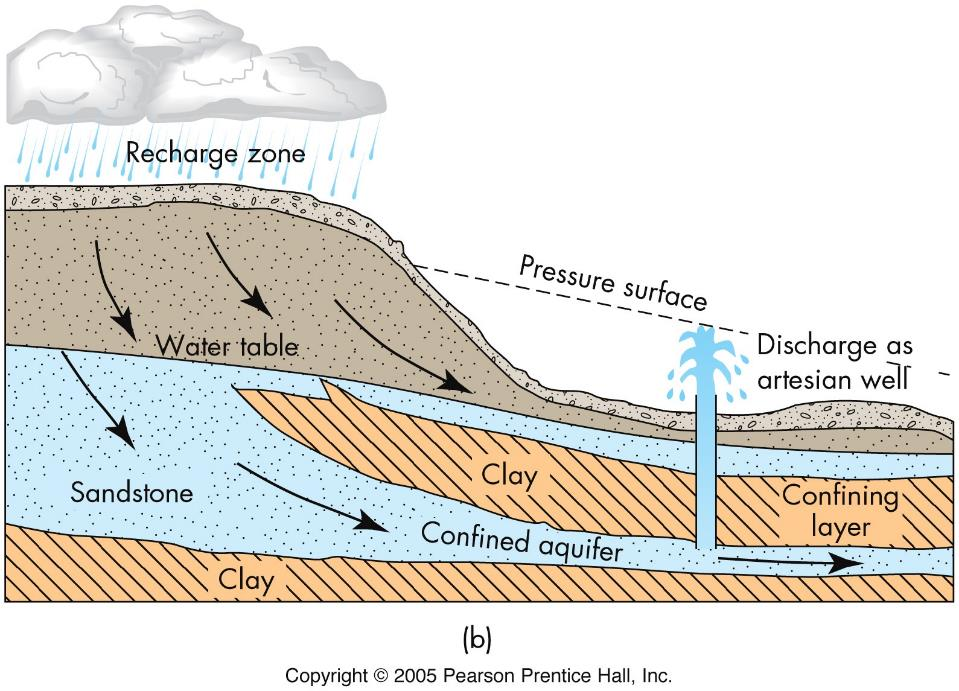 Recharge zone
Pressure surface
Discharge as
artesian well
Water table
Clay
Sandstone
Confining
layer
Confined aquifer
Clay
(b)
Copyright © 2005 Pearson Prentice Hall, Inc.